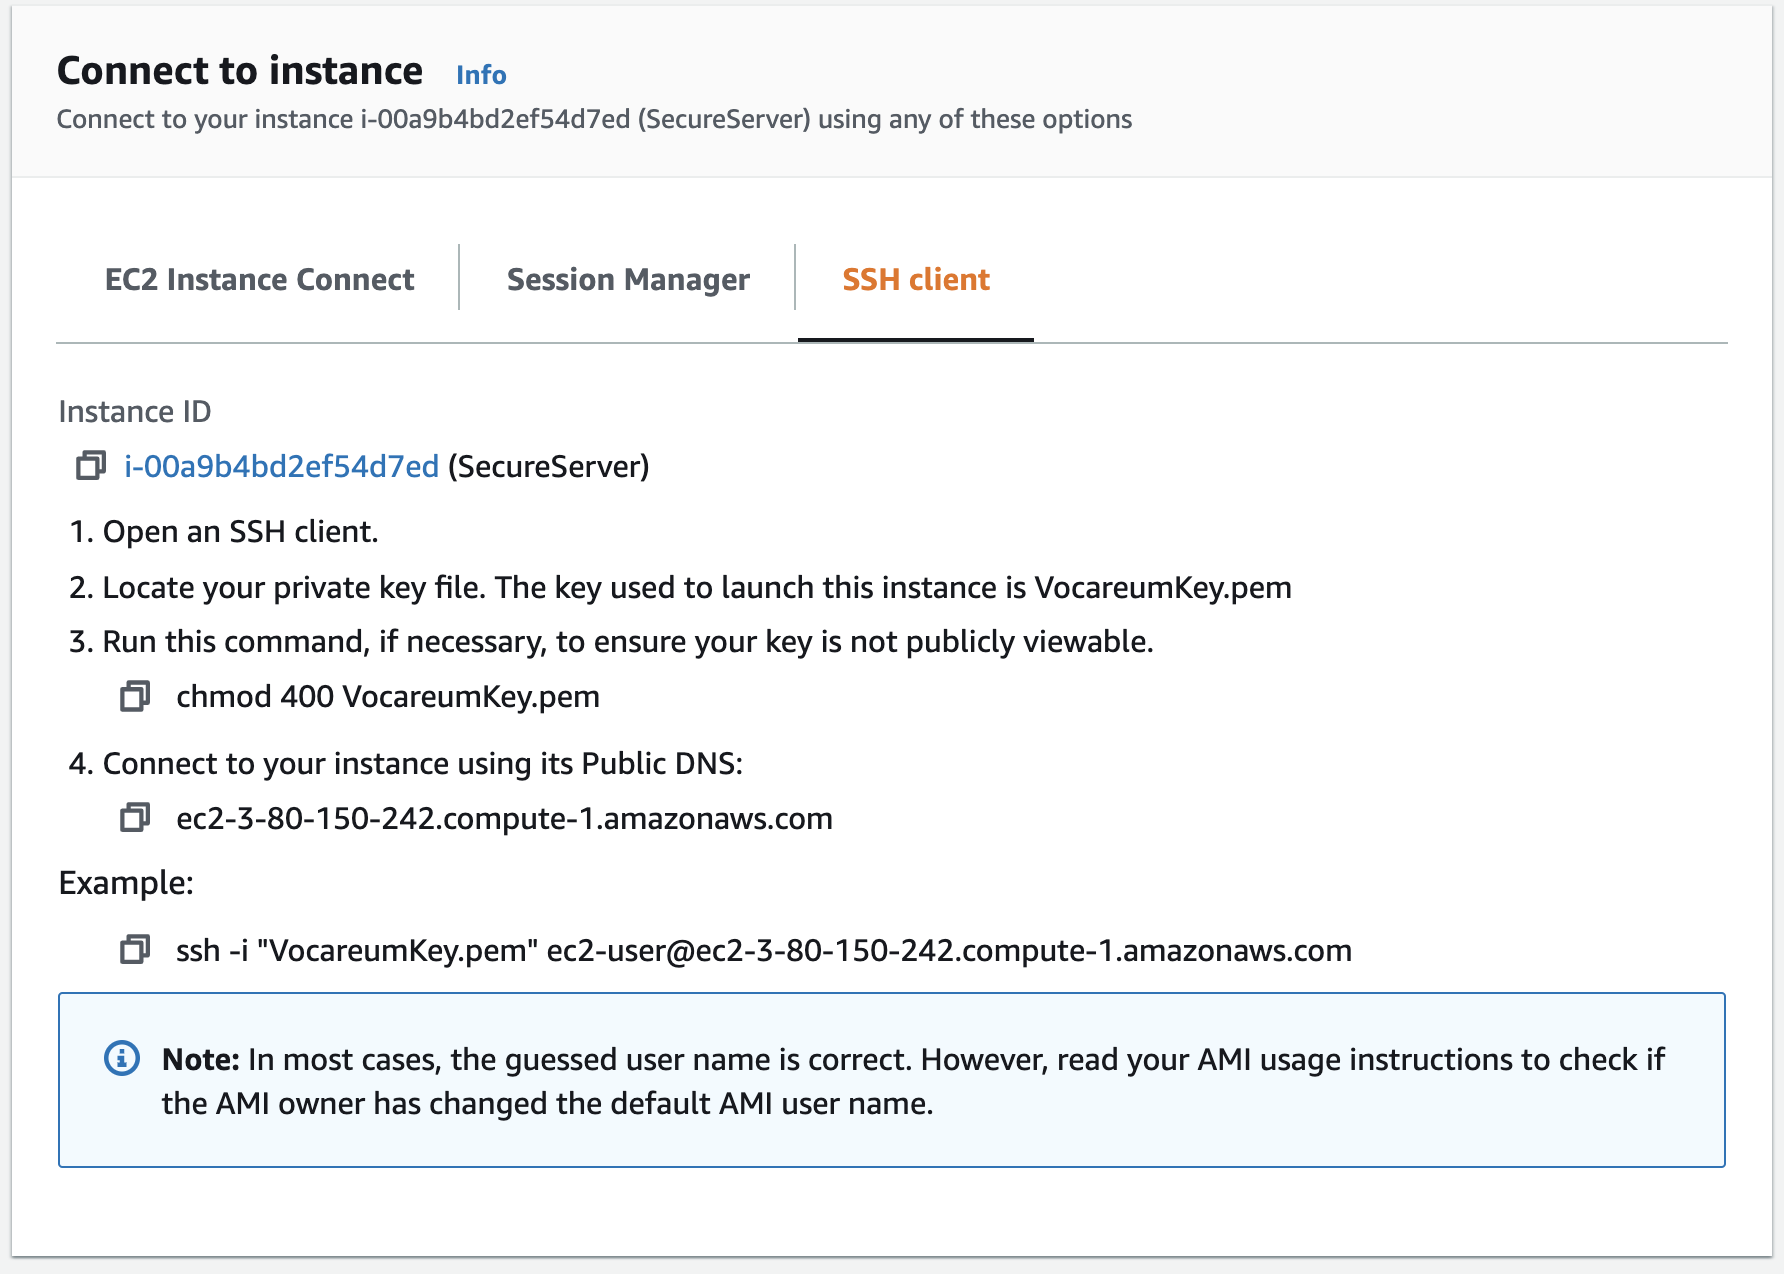 Connect to instance Info
Connect to your instance i-00a9b4bd2ef54d7ed (SecureServer) using any of these options
EC2 Instance Connect Session Manager SSH client
Instance ID
i-00a9b4bd2ef54d7ed (SecureServer)
1. Open an SSH client.
2. Locate your private key file. The key used to launch this instance is VocareumKey.pem
3. Run this command, if necessary, to ensure your key is not publicly viewable.
chmod 400 VocareumKey.pem
4. Connect to your instance using its Public DNS:
ec2-3-80-150-242.compute-1.amazonaws.com
Example:
ssh -i "VocareumKey.pem" ec2-user@ec2-3-80-150-242.compute-1.amazonaws.com
Note: In most cases, the guessed user name is correct. However, read your AMI usage instructions to check if
the AMI owner has changed the default AMI user name.